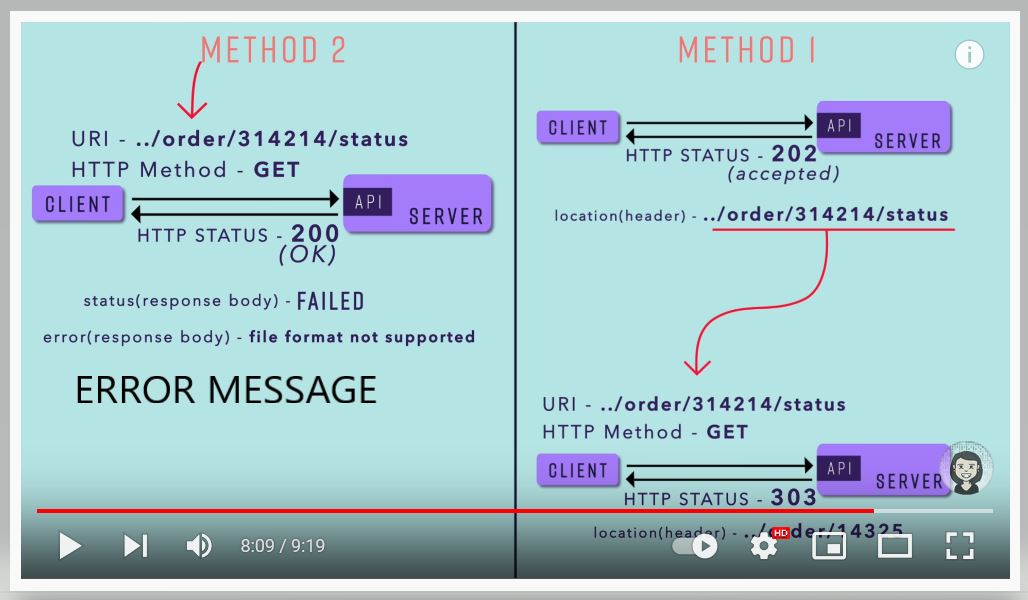 METHOD 2
URI - ../order/314214/status
HTTP Method - GET
CLIENT
API
SERVER
HTTP STATUS - 200
(OK)
status(response body) - FAILED
error(response body) - file format not supported
ERROR MESSAGE
METHOD 1
i
CLIENT
API
SERVER
HTTP STATUS - 202
(accepted)
location(header) - ../order/314214/status
URI - ../order/314214/status
HTTP Method - GET
CLIENT
API
SERVER
HTTP STATUS - 303
location(header) - ../order/14325
8:09 / 9:19
HD